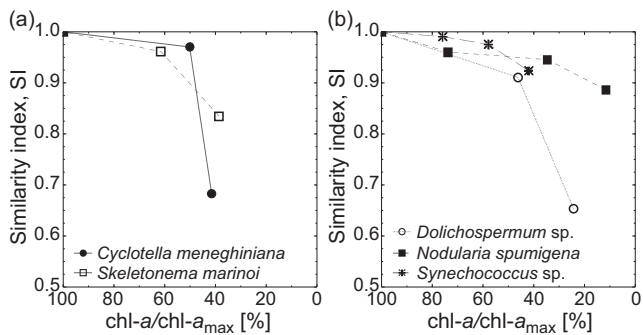 (a)
Similarity index, SI
1.0
0.9
0.8
0.7
0.6
0.5
100 80 60 40 20 0
chl-a/chl-a max [%]
Cyclotella meneghiniana
Skeletonema marinoi
(b)
Similarity index, SI
1.0
0.9
0.8
0.7
0.6
0.5
100 80 60 40 20 0
chl-a/chl-a max [%]
Dolichospermum sp.
Nodularia spumigena
Synechococcus sp.